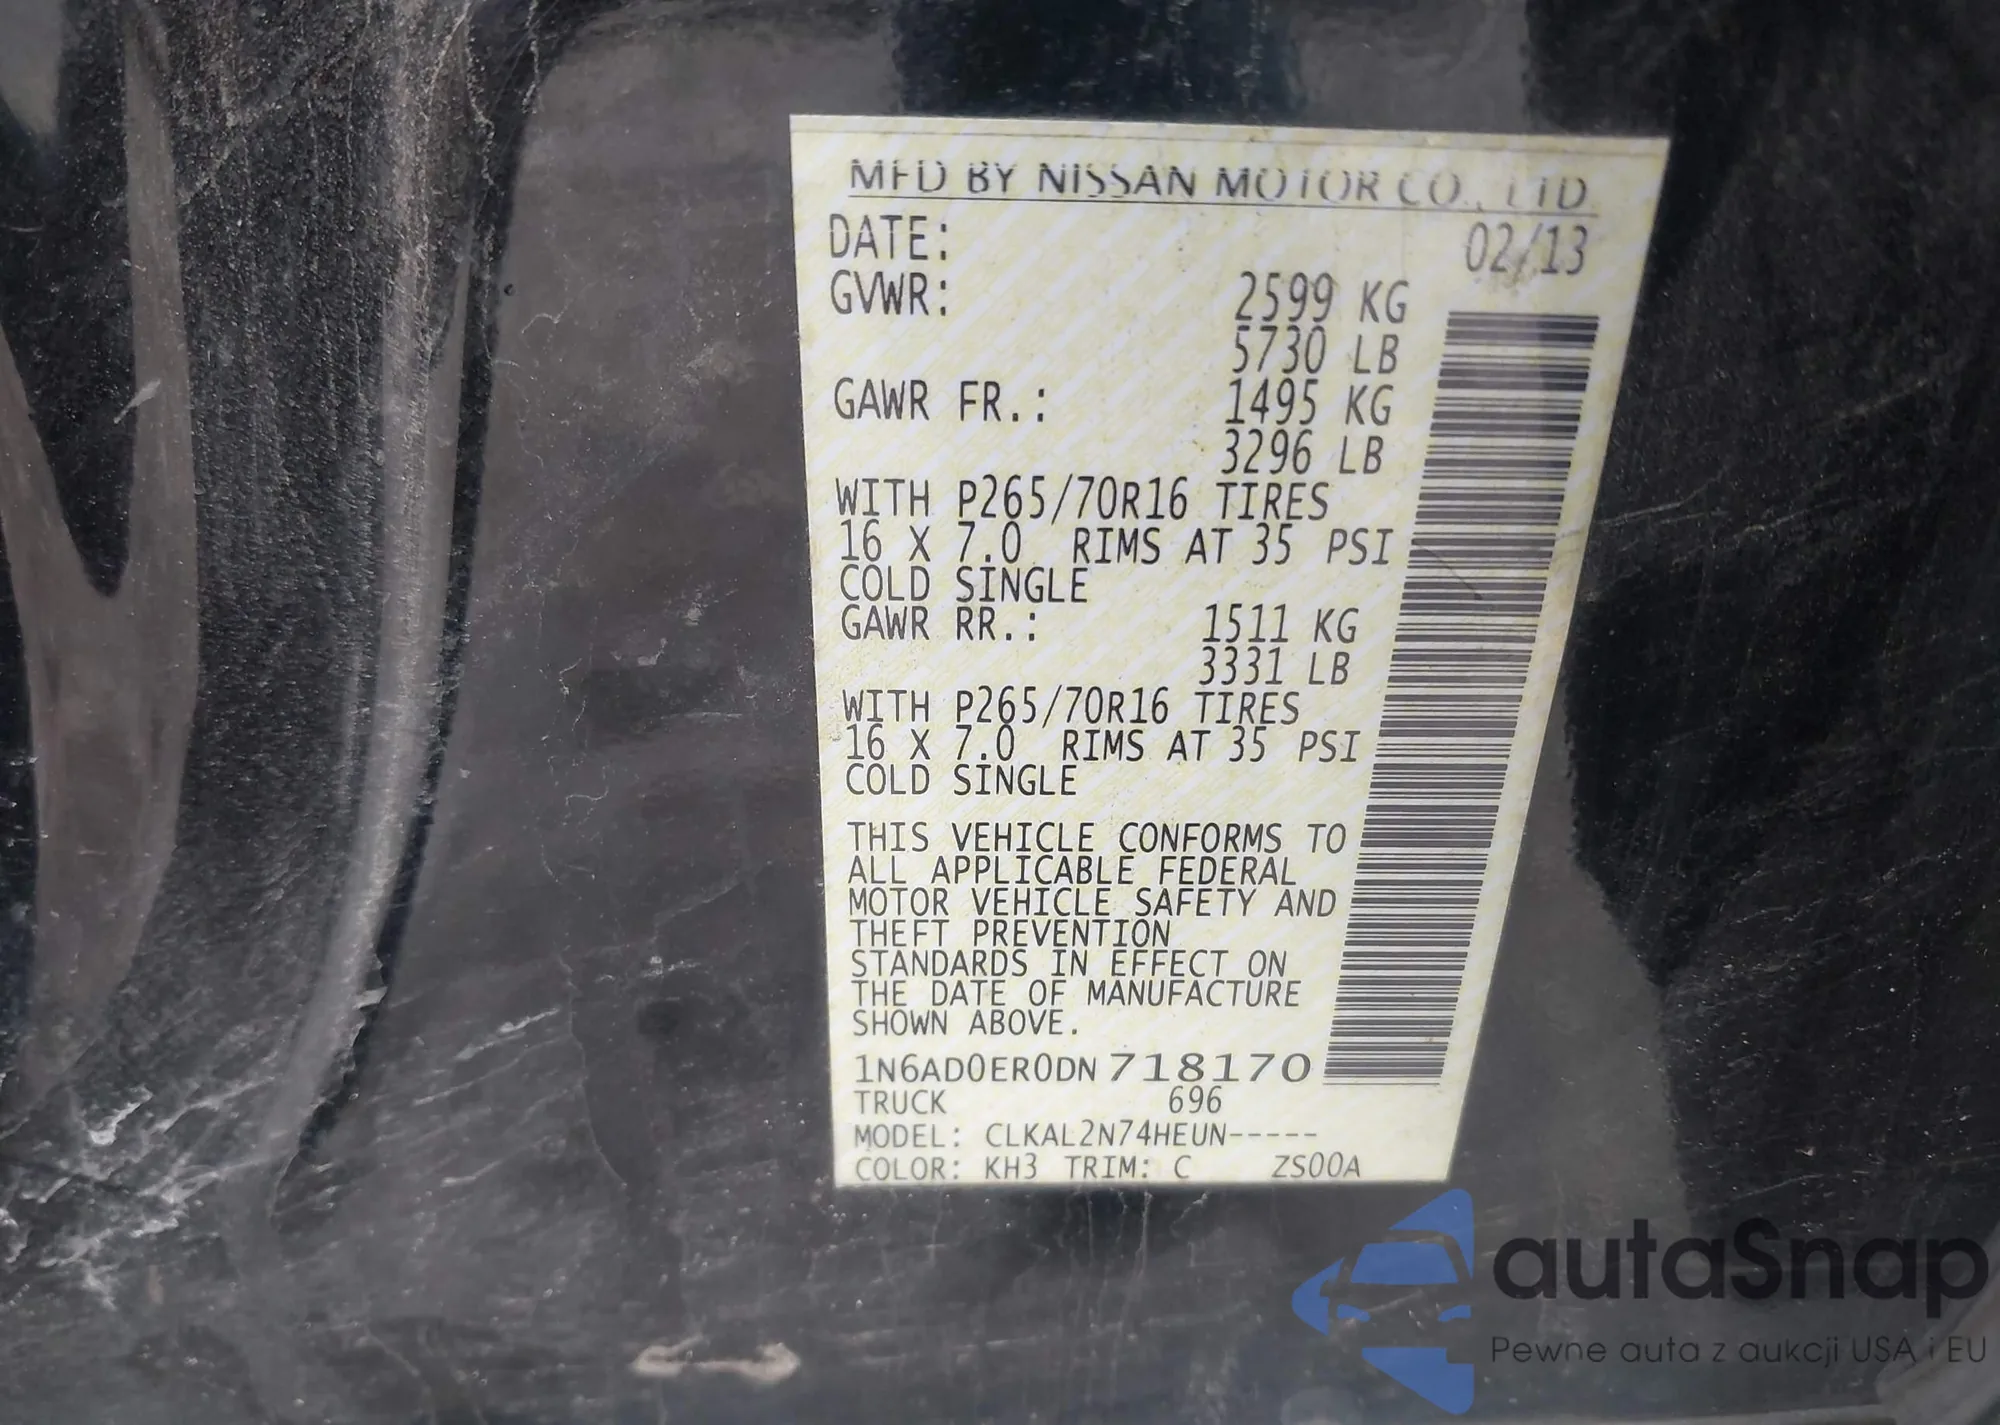 MFD BY NISSAN MOTOR CO., LTD
DATE: 02/13
GVWR: 2599 KG
5730 LB
GAWR FR.: 1495 KG
3296 LB
WITH P265/70R16 TIRES
16 X 7.0 RIMS AT 35 PSI
COLD SINGLE
GAWR RR.: 1511 KG
3331 LB
WITH P265/70R16 TIRES
16 X 7.0 RIMS AT 35 PSI
COLD SINGLE
THIS VEHICLE CONFORMS TO
ALL APPLICABLE FEDERAL
MOTOR VEHICLE SAFETY AND
THEFT PREVENTION
STANDARDS IN EFFECT ON
THE DATE OF MANUFACTURE
SHOWN ABOVE.
1N6AD0ER0DN718170
TRUCK 696
MODEL: CLKAL2N74HEUN-----
COLOR: KH3 TRIM: C ZS00A
autaSnap
Pewne auta z aukcji USA i EU